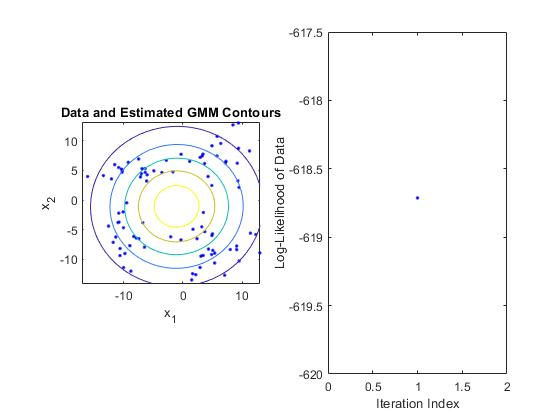 Data and Estimated GMM Contours
10
5
0
-5
-10
x2
-10 0 10
x1
-617.5
-618
-618.5
-619
-619.5
-620
Log-Likelihood of Data
0 0.5 1 1.5 2
Iteration Index